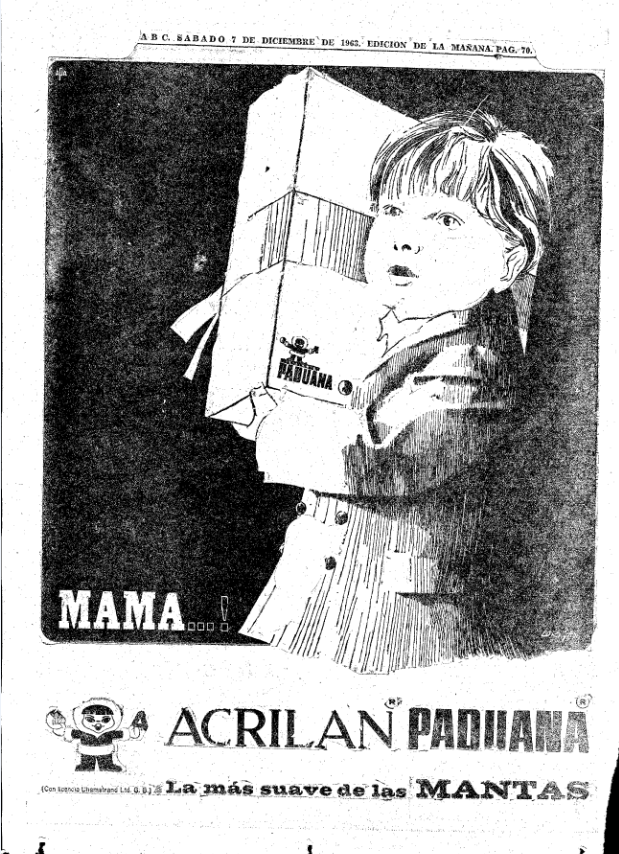 A B C. SABADO 7 DE DICIEMBRE DE 1963. EDICION DE LA MAÑANA. PAG. 70.
PADUANA
MAMA...!
ACRILAN® PADUANA®
(Con licencia Chemstrand Ltd. G. B.) La más suave de las MANTAS